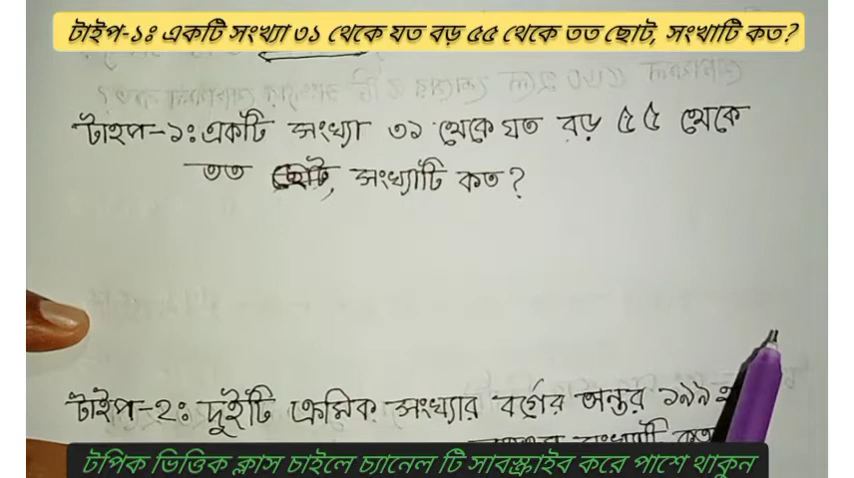 টাইপ-১ঃ একটি সংখ্যা ৩১ থেকে যত বড় ৫৫ থেকে তত ছোট, সংখাটি কত?
টাইপ-১ঃ একটি সংখ্যা ৩১ থেকে যত বড় ৫৫ থেকে
তত ছোট, সংখ্যাটি কত?
টাইপ-২ঃ দুইটি ক্রমিক সংখ্যার বর্গের অন্তর ১৯৯
সংখ্যাটি কত
টপিক ভিত্তিক ক্লাস চাইলে চ্যানেল টি সাবস্ক্রাইব করে পাশে থাকুন